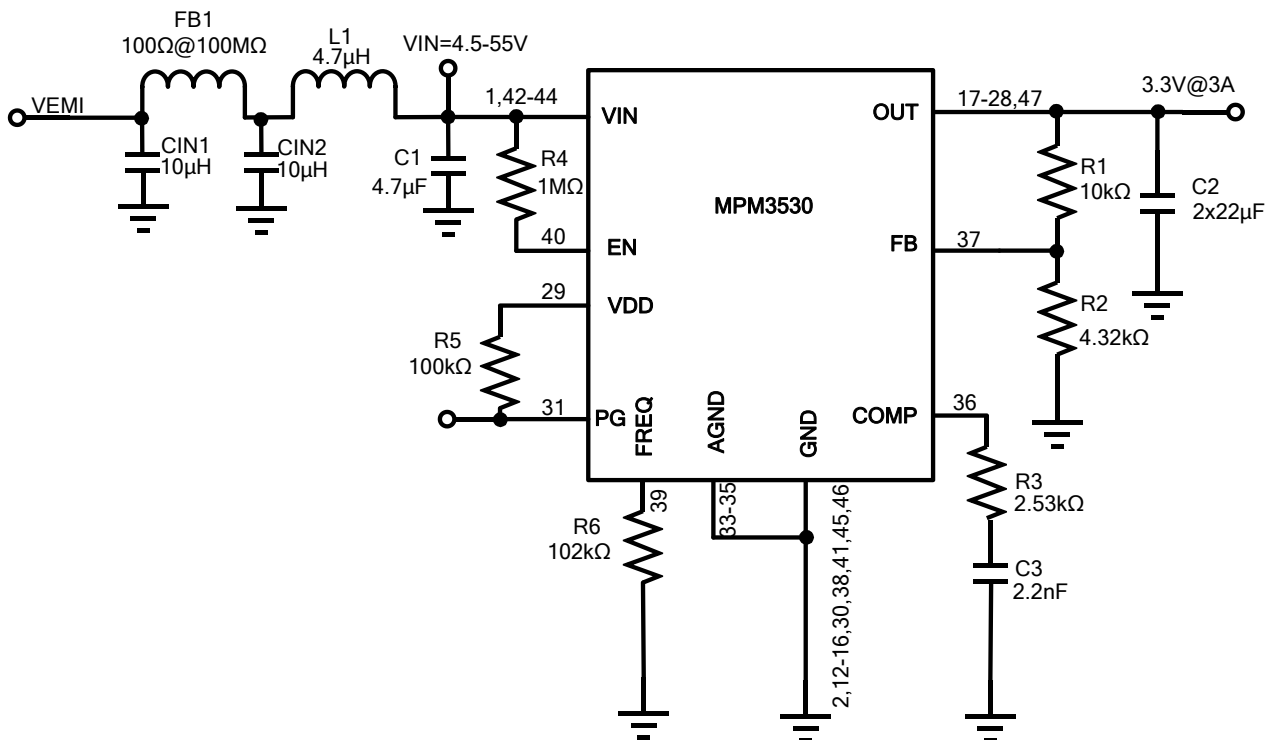 FB1
100Ω@100MΩ
L1
4.7µH
VIN=4.5-55V
VEMI
CIN1
10µH
CIN2
10µH
C1
4.7µF
R4
1MΩ
1,42-44
VIN
40
EN
29
VDD
R5
100kΩ
31
PG
MPM3530
OUT
17-28,47
3.3V@3A
R1
10kΩ
C2
2x22µF
FB
37
R2
4.32kΩ
COMP
36
R3
2.53kΩ
C3
2.2nF
FREQ
39
R6
102kΩ
AGND
33-35
GND
2,12-16,30,38,41,45,46